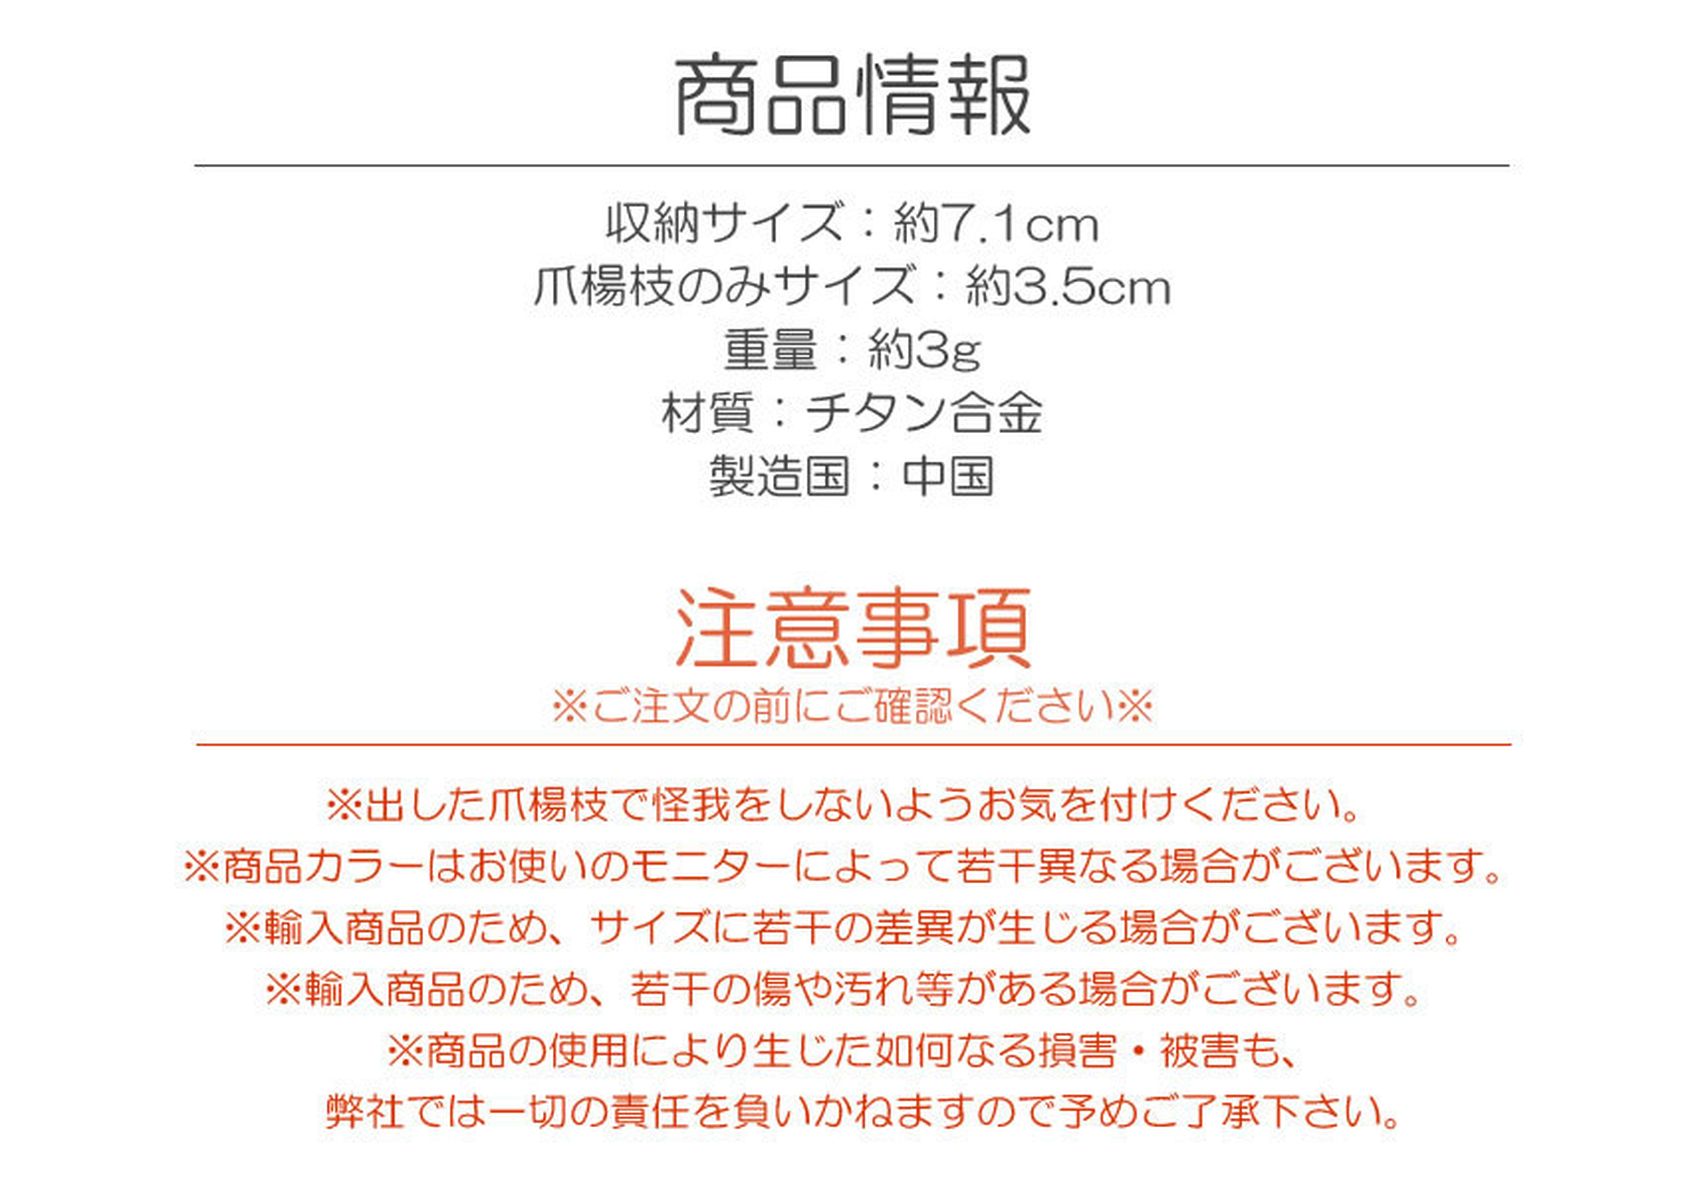 商品情報
収納サイズ：約7.1cm
爪楊枝のみサイズ：約3.5cm
重量：約3g
材質：チタン合金
製造国：中国
注意事項
※ご注文の前にご確認ください※
※出した爪楊枝で怪我をしないようお気を付けください。
※商品カラーはお使いのモニターによって若干異なる場合がございます。
※輸入商品のため、サイズに若干の差異が生じる場合がございます。
※輸入商品のため、若干の傷や汚れ等がある場合がございます。
※商品の使用により生じた如何なる損害・被害も、
弊社では一切の責任を負いかねますので予めご了承下さい。